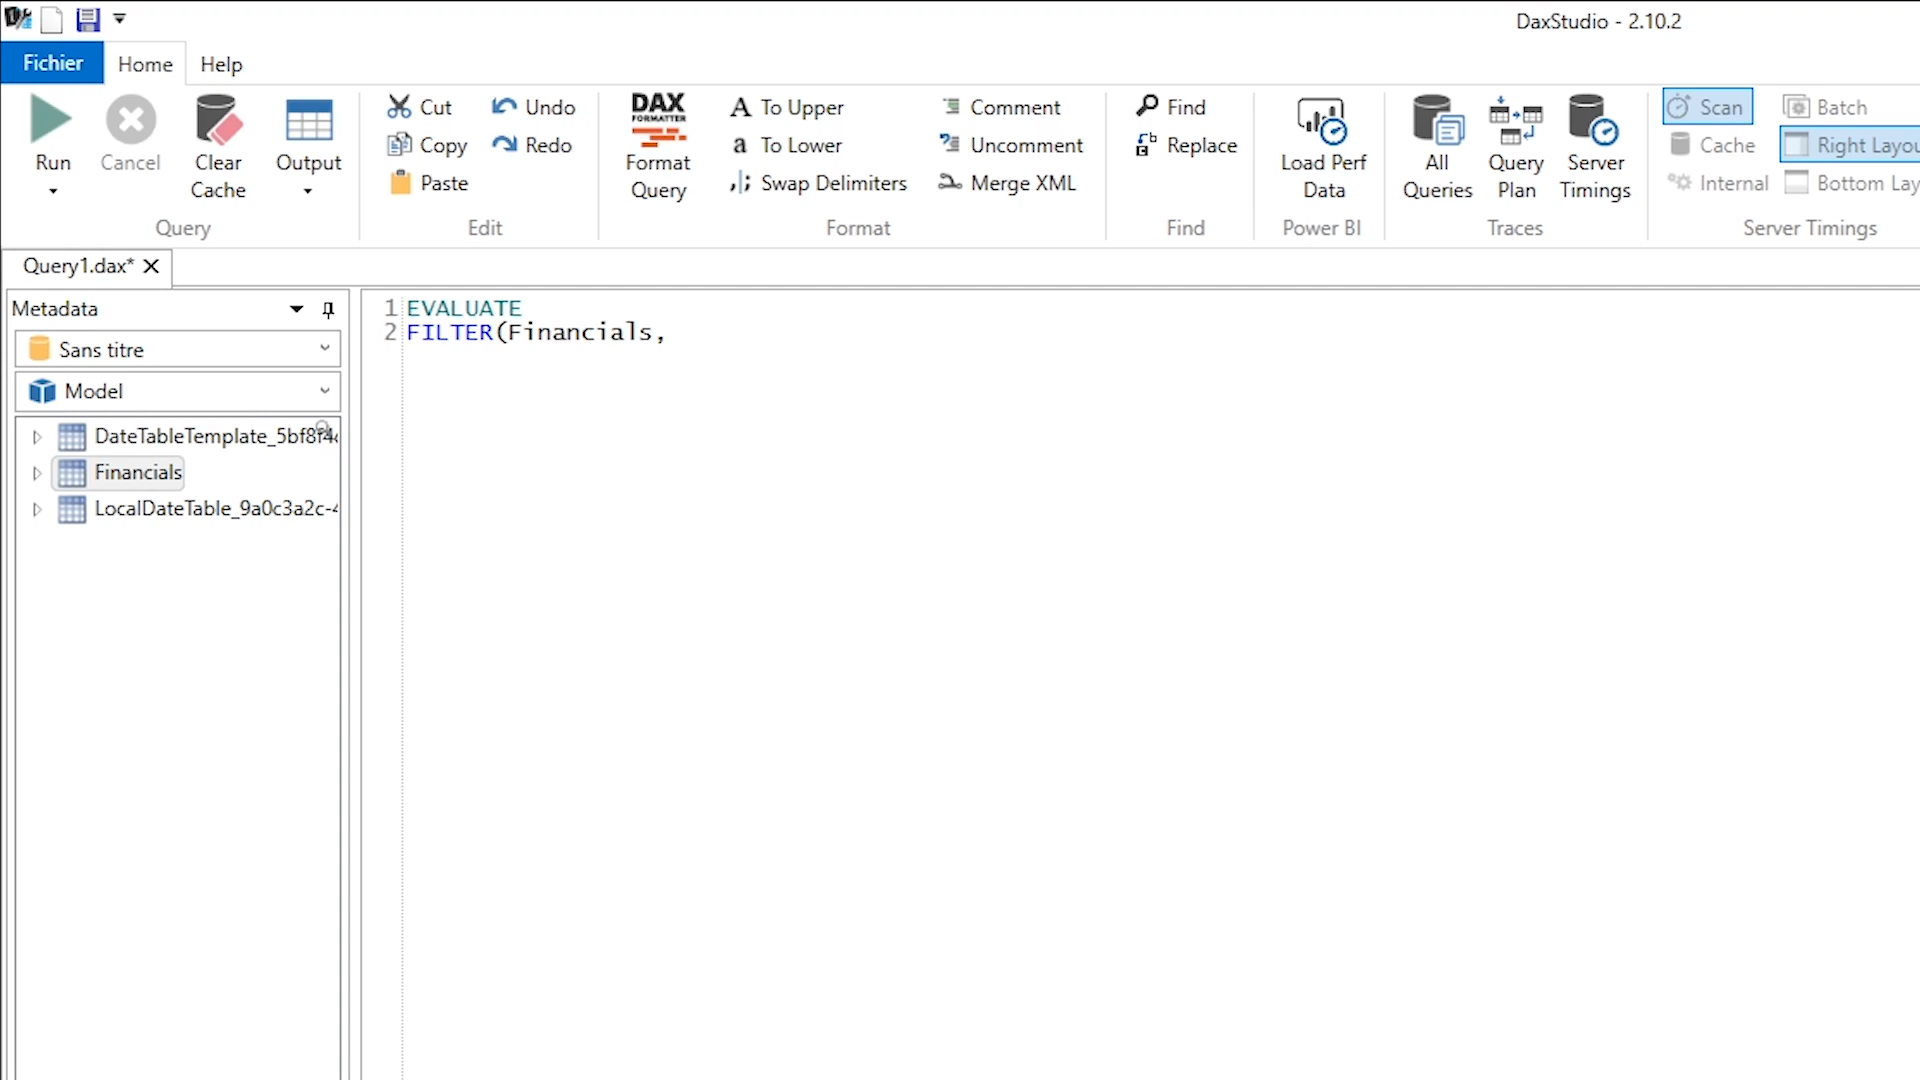 DaxStudio - 2.10.2
Fichier
Home
Help
Run
Cancel
Clear
Cache
Output
Query
Cut
Copy
Paste
Undo
Redo
Edit
DAX
FORMATTER
Format
Query
A To Upper
a To Lower
Swap Delimiters
Comment
Uncomment
Merge XML
Format
Find
Replace
Find
Load Perf
Data
Power BI
All
Queries
Query
Plan
Server
Timings
Traces
Scan
Cache
Internal
Batch
Right Layou
Bottom Lay
Server Timings
Query1.dax*
Metadata
Sans titre
Model
DateTableTemplate_5bf8f4
Financials
LocalDateTable_9a0c3a2c-4
1 EVALUATE
2 FILTER(Financials,